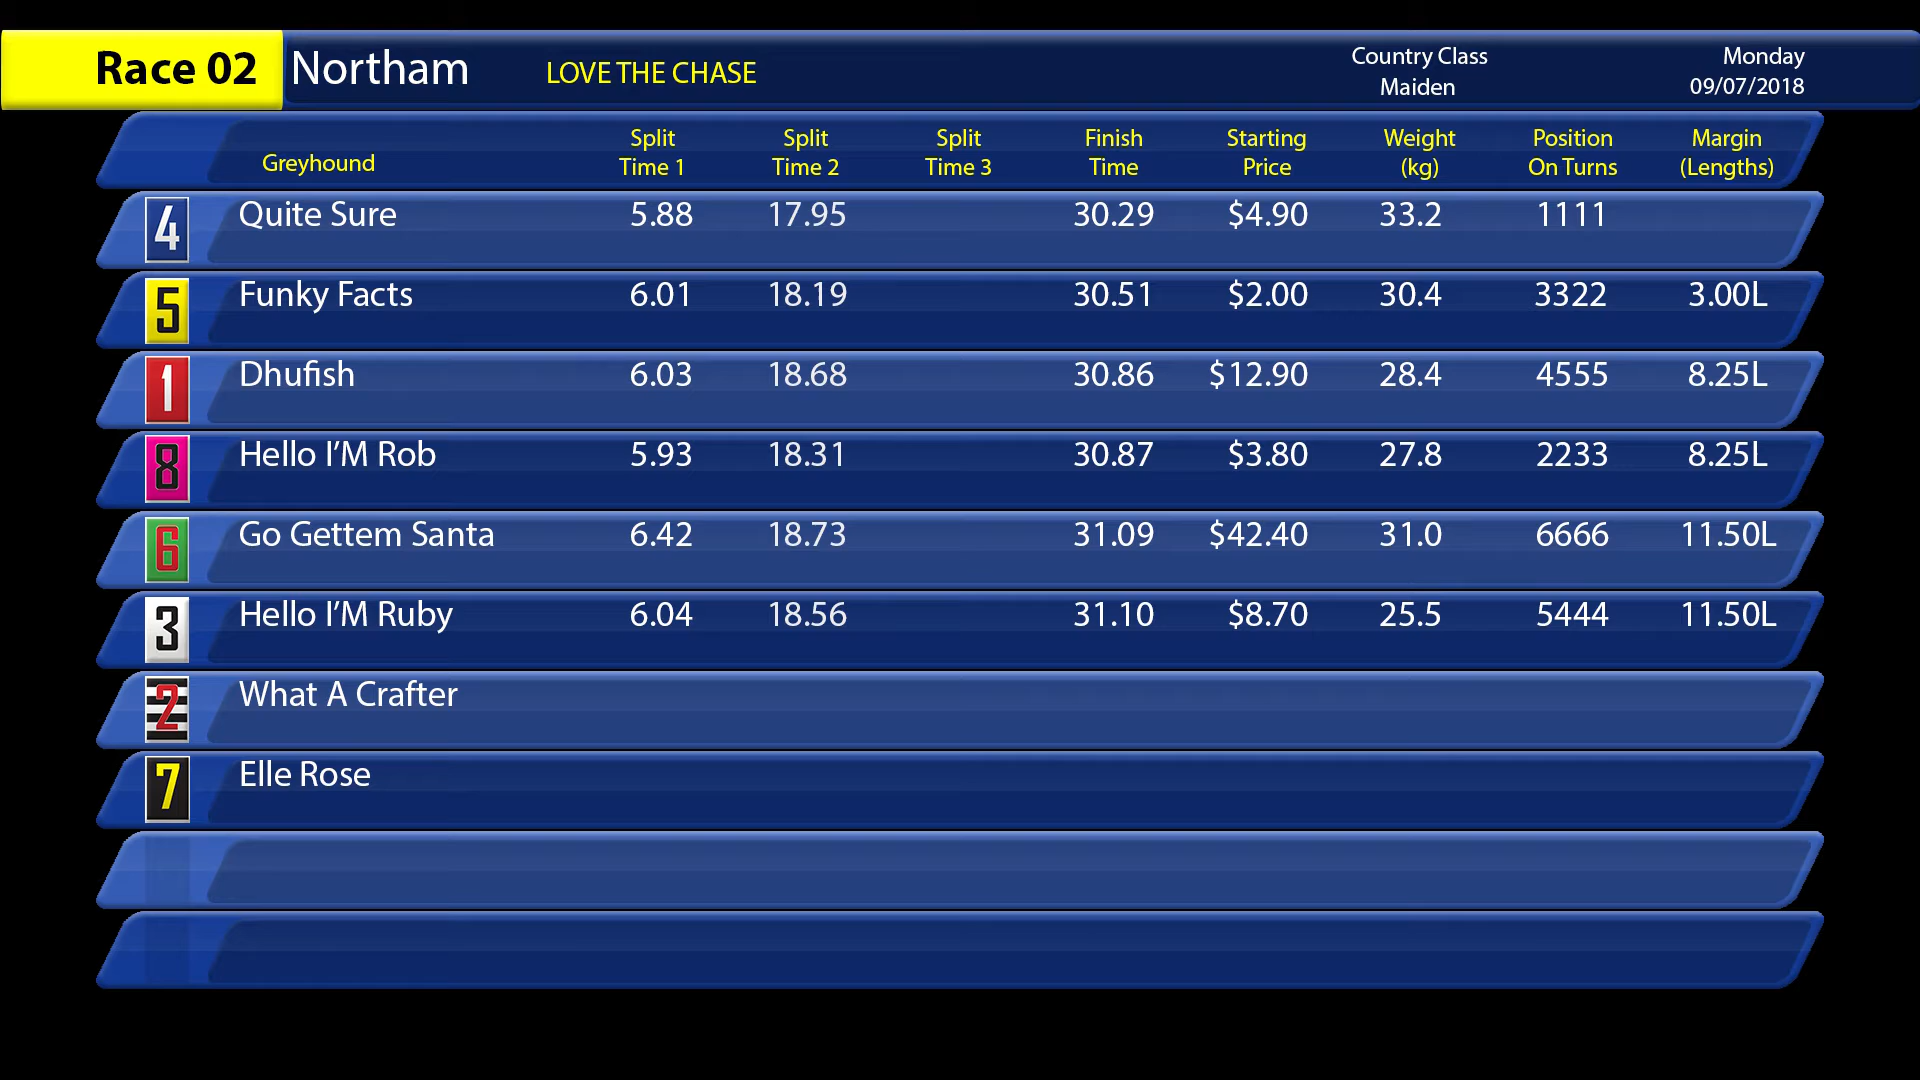 Race 02 Northam LOVE THE CHASE Country Class Maiden Monday 09/07/2018
Greyhound Split Time 1 Split Time 2 Split Time 3 Finish Time Starting Price Weight (kg) Position On Turns Margin (Lengths)
4 Quite Sure 5.88 17.95 30.29 $4.90 33.2 1111
5 Funky Facts 6.01 18.19 30.51 $2.00 30.4 3322 3.00L
1 Dhufish 6.03 18.68 30.86 $12.90 28.4 4555 8.25L
8 Hello I'M Rob 5.93 18.31 30.87 $3.80 27.8 2233 8.25L
6 Go Gettem Santa 6.42 18.73 31.09 $42.40 31.0 6666 11.50L
3 Hello I'M Ruby 6.04 18.56 31.10 $8.70 25.5 5444 11.50L
2 What A Crafter
7 Elle Rose